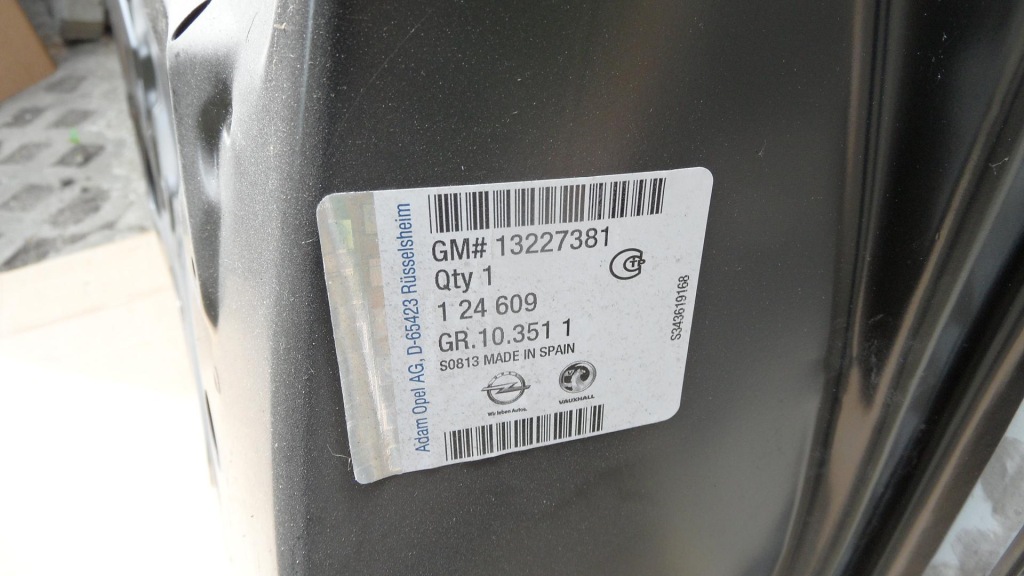 Adam Opel AG, D-65423 Rüsselsheim
GM# 13227381
Qty 1
1 24 609
GR.10.351 1
S0813 MADE IN SPAIN
S343619168
Wir leben Autos.
VAUXHALL